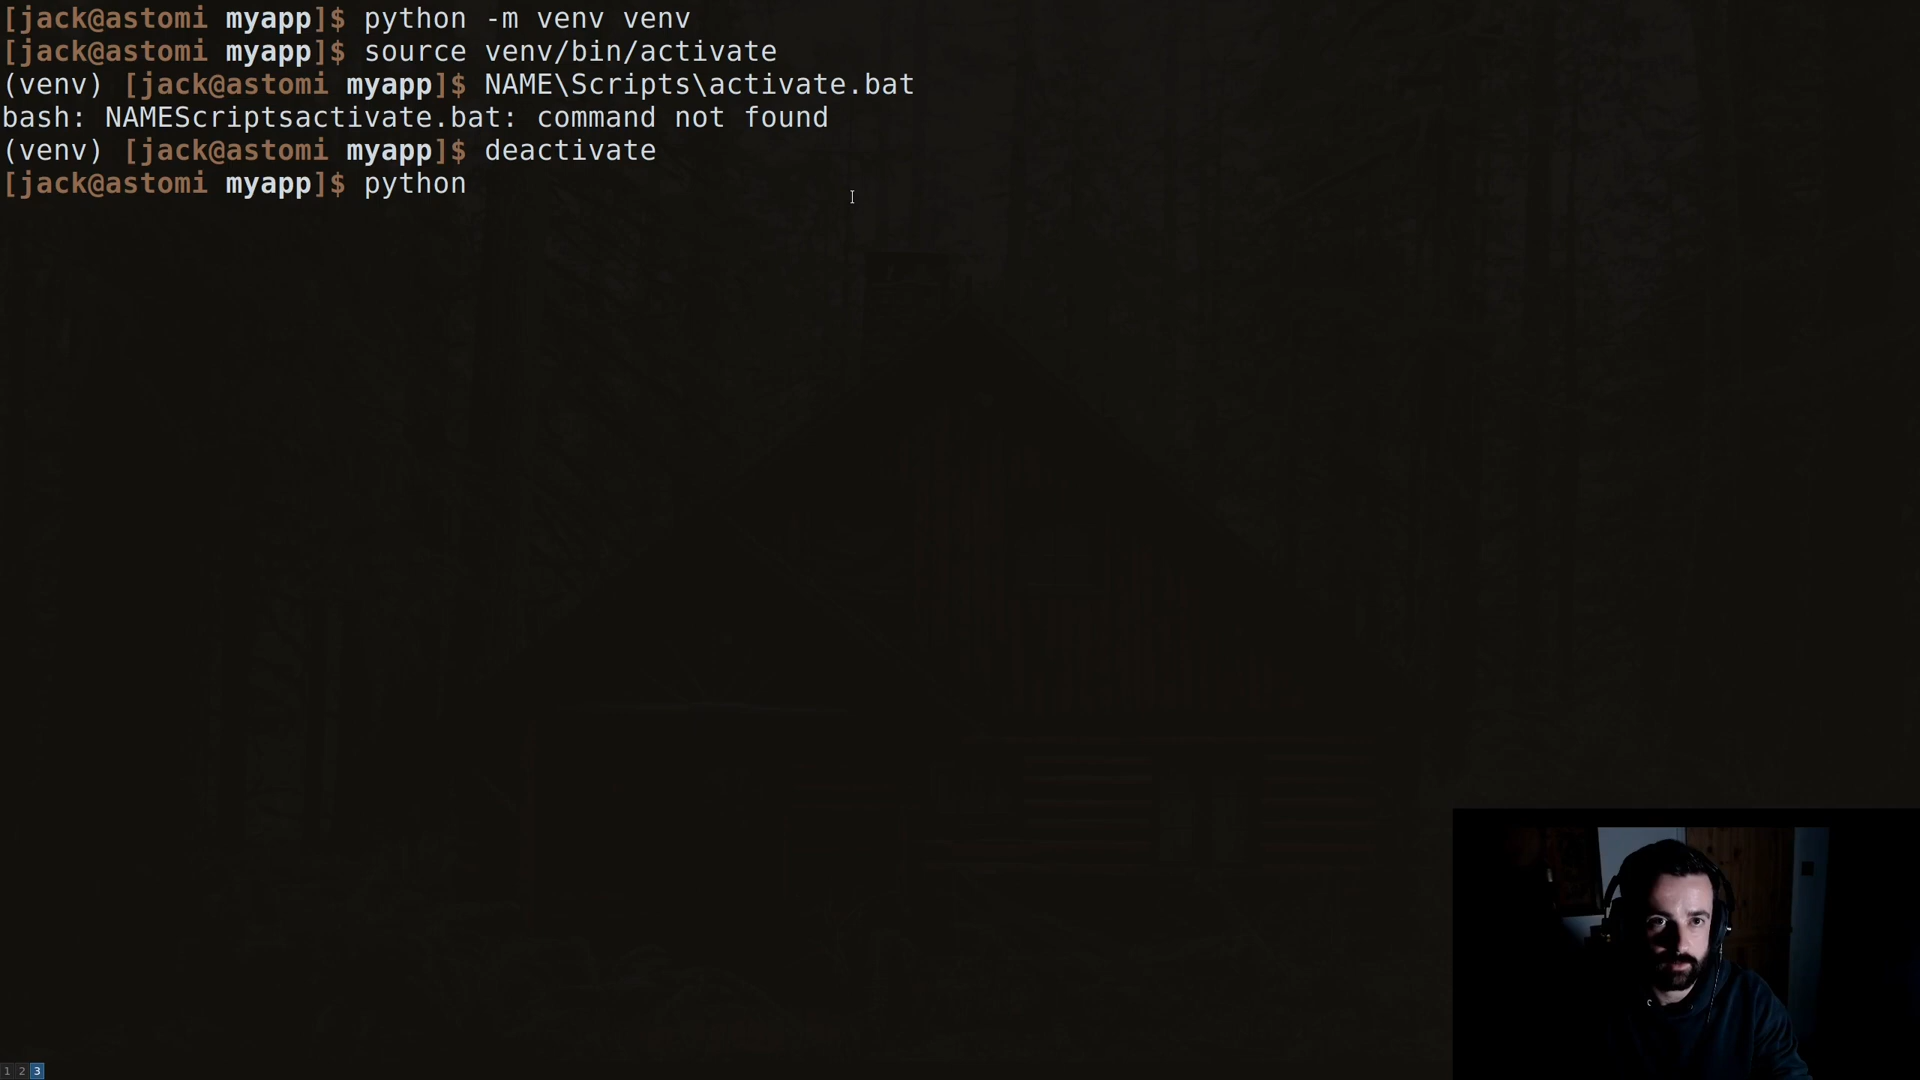 [jack@astomi myapp]$ python -m venv venv
[jack@astomi myapp]$ source venv/bin/activate
(venv) [jack@astomi myapp]$ NAME\Scripts\activate.bat
bash: NAMEScriptsactivate.bat: command not found
(venv) [jack@astomi myapp]$ deactivate
[jack@astomi myapp]$ python
1 2 3